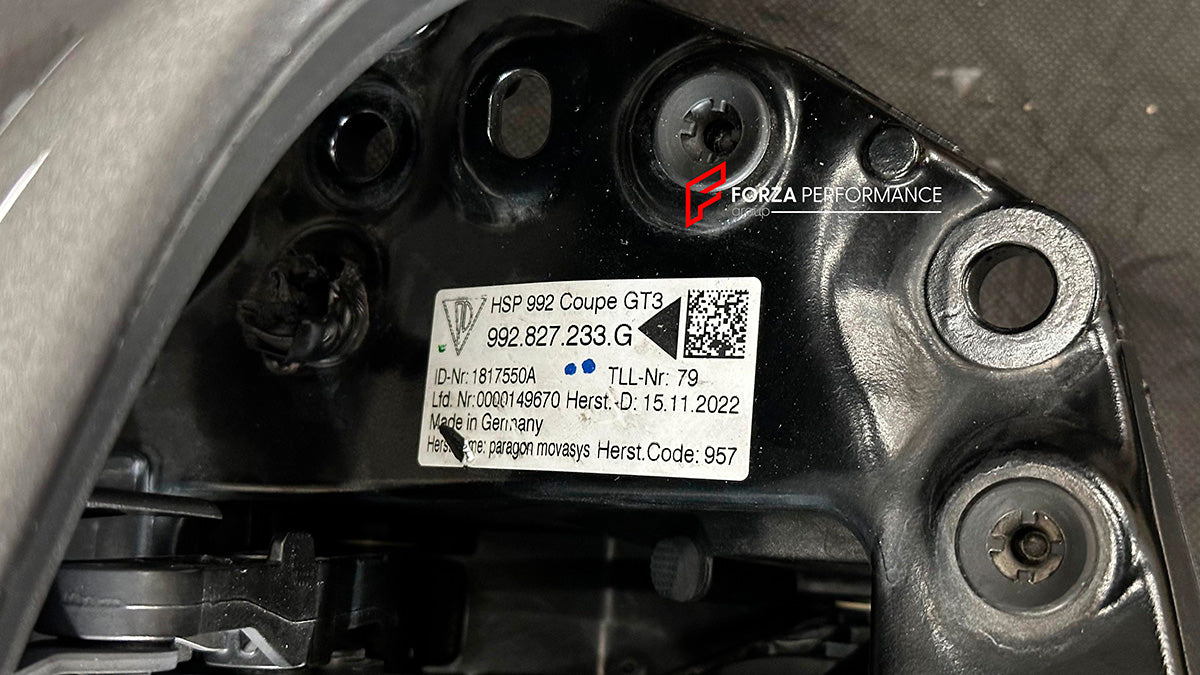 FORZA PERFORMANCE
group
HSP 992 Coupe GT3
992.827.233.G
ID-Nr: 1817550A TLL-Nr: 79
Lfd. Nr:0000149670 Herst.-D: 15.11.2022
Made in Germany
paragon movasys Herst.Code: 957